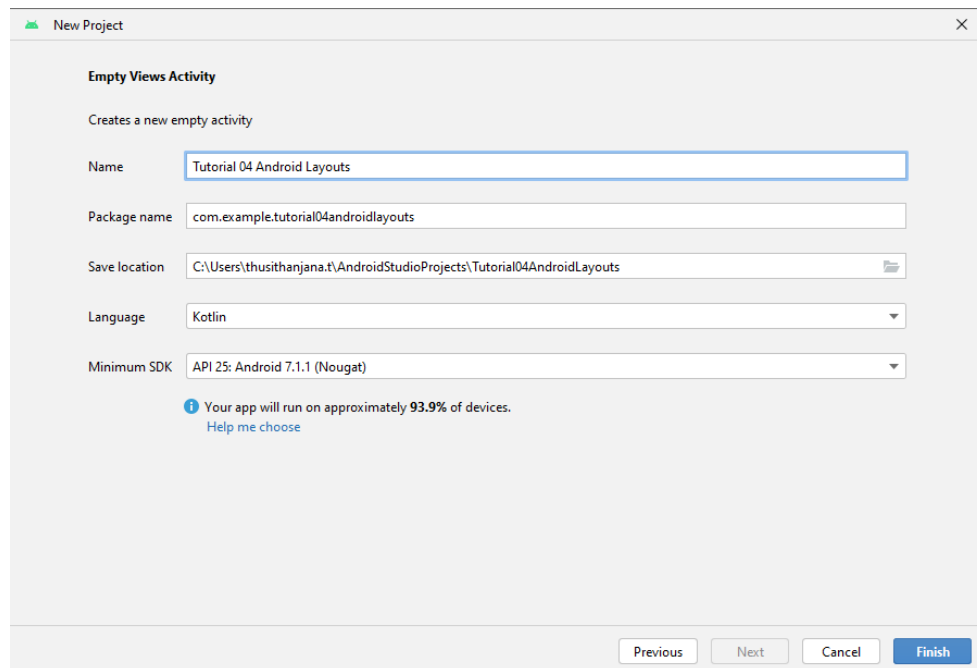 New Project
Empty Views Activity
Creates a new empty activity
Name Tutorial 04 Android Layouts
Package name com.example.tutorial04androidlayouts
Save location C:\Users\thusithanjana.t\AndroidStudioProjects\Tutorial04AndroidLayouts
Language Kotlin
Minimum SDK API 25: Android 7.1.1 (Nougat)
Your app will run on approximately 93.9% of devices.
Help me choose
Previous Next Cancel Finish